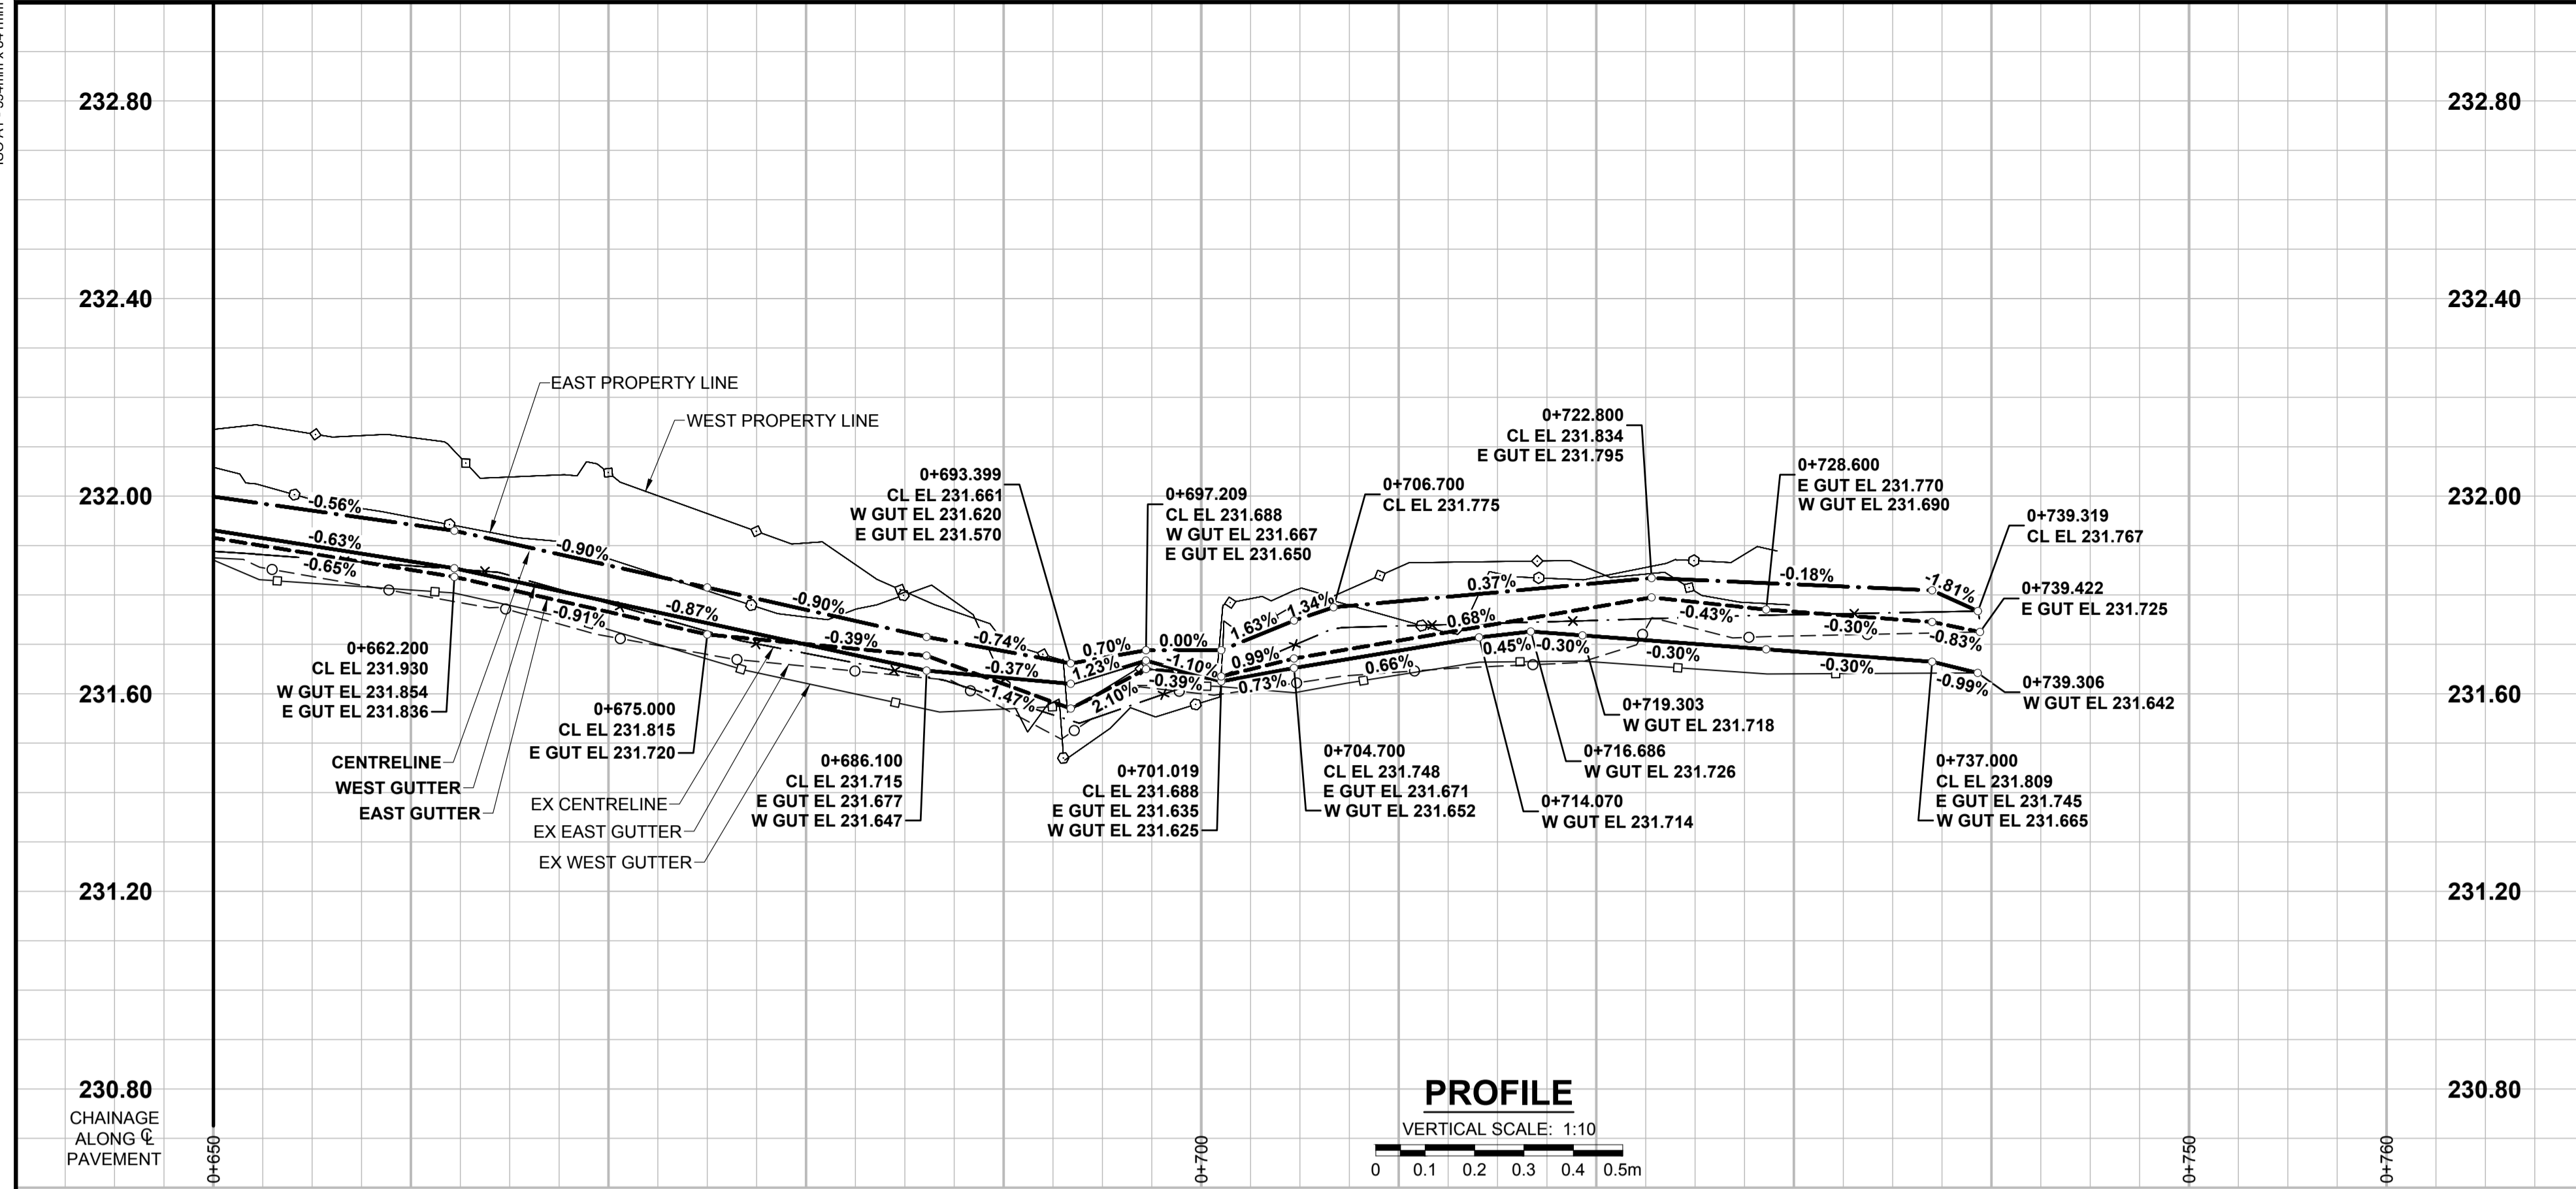 232.80
232.80
232.40
232.40
EAST PROPERTY LINE
WEST PROPERTY LINE
0+722.800
CL EL 231.834
E GUT EL 231.795
0+693.399
CL EL 231.661
W GUT EL 231.620
E GUT EL 231.570
0+697.209
CL EL 231.688
W GUT EL 231.667
E GUT EL 231.650
0+706.700
CL EL 231.775
0+728.600
E GUT EL 231.770
W GUT EL 231.690
232.00
232.00
0+739.319
CL EL 231.767
0+739.422
E GUT EL 231.725
-0.56%
-0.63%
-0.65%
-0.90%
-0.91%
-0.87%
-0.90%
-0.39%
-0.74%
-0.37%
-1.47%
0.70%
1.23%
2.10%
0.00%
-1.10%
-0.39%
1.63%
0.99%
0.73%
1.34%
0.37%
0.68%
0.66%
0.45%
-0.30%
-0.30%
-0.43%
-0.18%
-0.30%
-0.30%
-1.81%
-0.83%
-0.99%
0+662.200
CL EL 231.930
W GUT EL 231.854
E GUT EL 231.836
231.60
231.60
0+675.000
CL EL 231.815
E GUT EL 231.720
0+739.306
W GUT EL 231.642
0+719.303
W GUT EL 231.718
CENTRELINE
WEST GUTTER
EAST GUTTER
EX CENTRELINE
EX EAST GUTTER
EX WEST GUTTER
0+686.100
CL EL 231.715
E GUT EL 231.677
W GUT EL 231.647
0+701.019
CL EL 231.688
E GUT EL 231.635
W GUT EL 231.625
0+704.700
CL EL 231.748
E GUT EL 231.671
W GUT EL 231.652
0+716.686
W GUT EL 231.726
0+714.070
W GUT EL 231.714
0+737.000
CL EL 231.809
E GUT EL 231.745
W GUT EL 231.665
231.20
231.20
230.80
230.80
CHAINAGE
ALONG ℄
PAVEMENT
0+650
0+700
0+750
0+760
PROFILE
VERTICAL SCALE: 1:10
0 0.1 0.2 0.3 0.4 0.5m